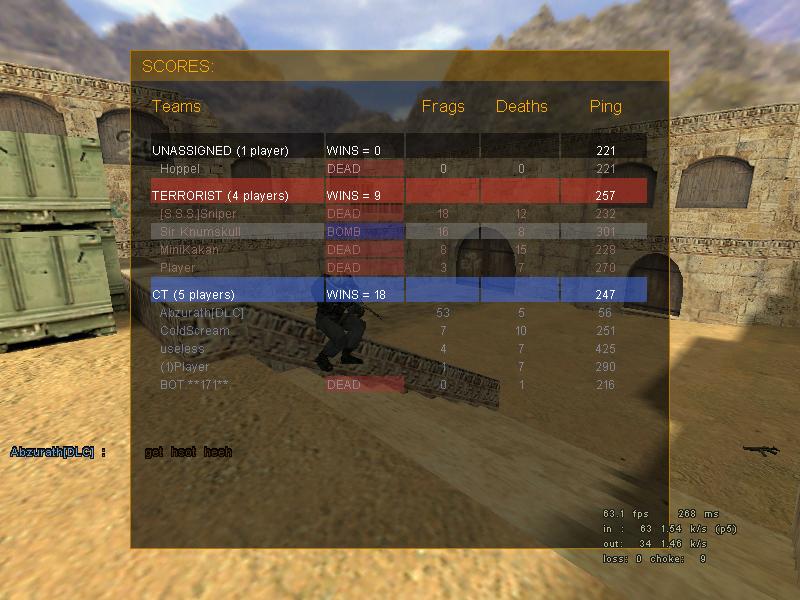 SCORES:
Teams Frags Deaths Ping
UNASSIGNED (1 player) WINS = 0 221
Hoppel DEAD 0 0 221
TERRORIST (4 players) WINS = 9 257
[S.S.S.]Sniper DEAD 18 12 232
Sir Knumskull BOMB 16 8 301
MiniKakan DEAD 8 15 228
Player DEAD 3 7 270
CT (5 players) WINS = 18 247
Abzurath[DLC] 53 5 56
ColdScream 7 10 251
useless 4 7 425
(1)Player 1 7 290
BOT **171** DEAD 0 1 216
Abzurath[DLC] : get hsot heeh
63.1 fps 268 ms
in : 63 1.54 k/s (p5)
out: 34 1.46 k/s
loss: 0 choke: 9